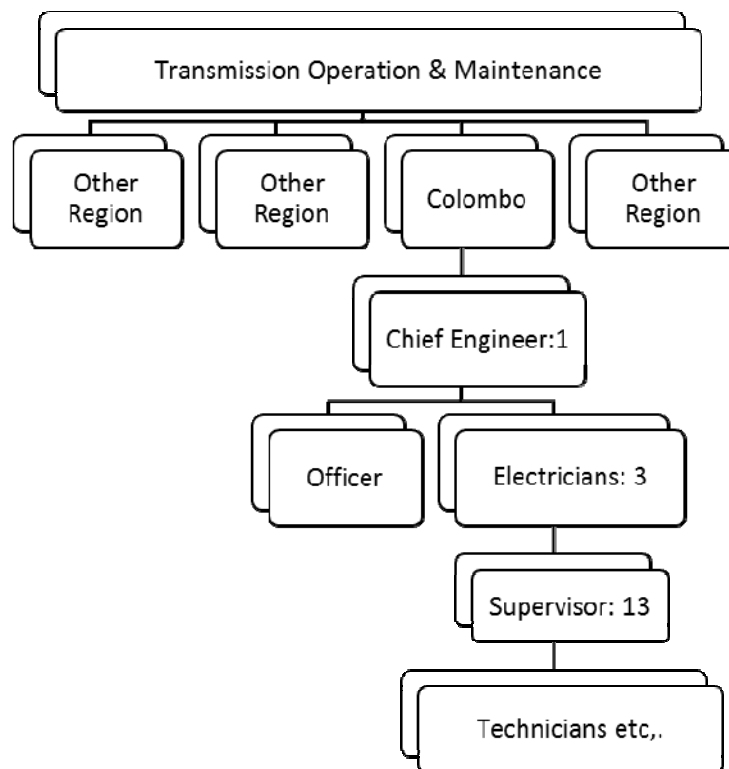 Transmission Operation & Maintenance
Other
Region
Other
Region
Colombo
Other
Region
Chief Engineer:1
Officer
Electricians: 3
Supervisor: 13
Technicians etc,.